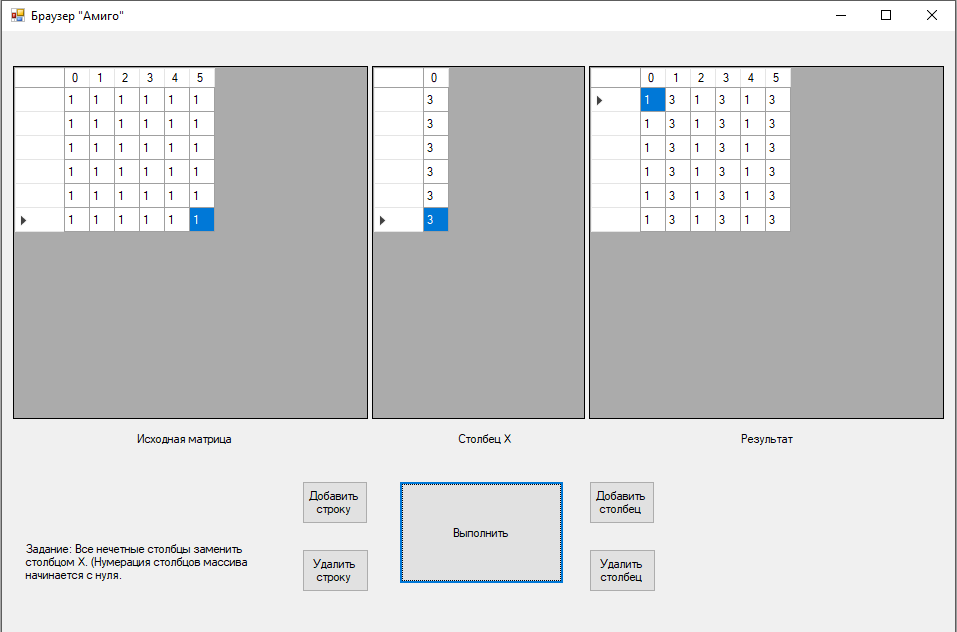 Браузер "Амиго"
0 1 2 3 4 5
1 1 1 1 1 1
1 1 1 1 1 1
1 1 1 1 1 1
1 1 1 1 1 1
1 1 1 1 1 1
1 1 1 1 1 1
0
3
3
3
3
3
3
0 1 2 3 4 5
1 3 1 3 1 3
1 3 1 3 1 3
1 3 1 3 1 3
1 3 1 3 1 3
1 3 1 3 1 3
1 3 1 3 1 3
Исходная матрица
Столбец X
Результат
Добавить
строку
Выполнить
Добавить
столбец
Удалить
строку
Удалить
столбец
Задание: Все нечетные столбцы заменить
столбцом X. (Нумерация столбцов массива
начинается с нуля.